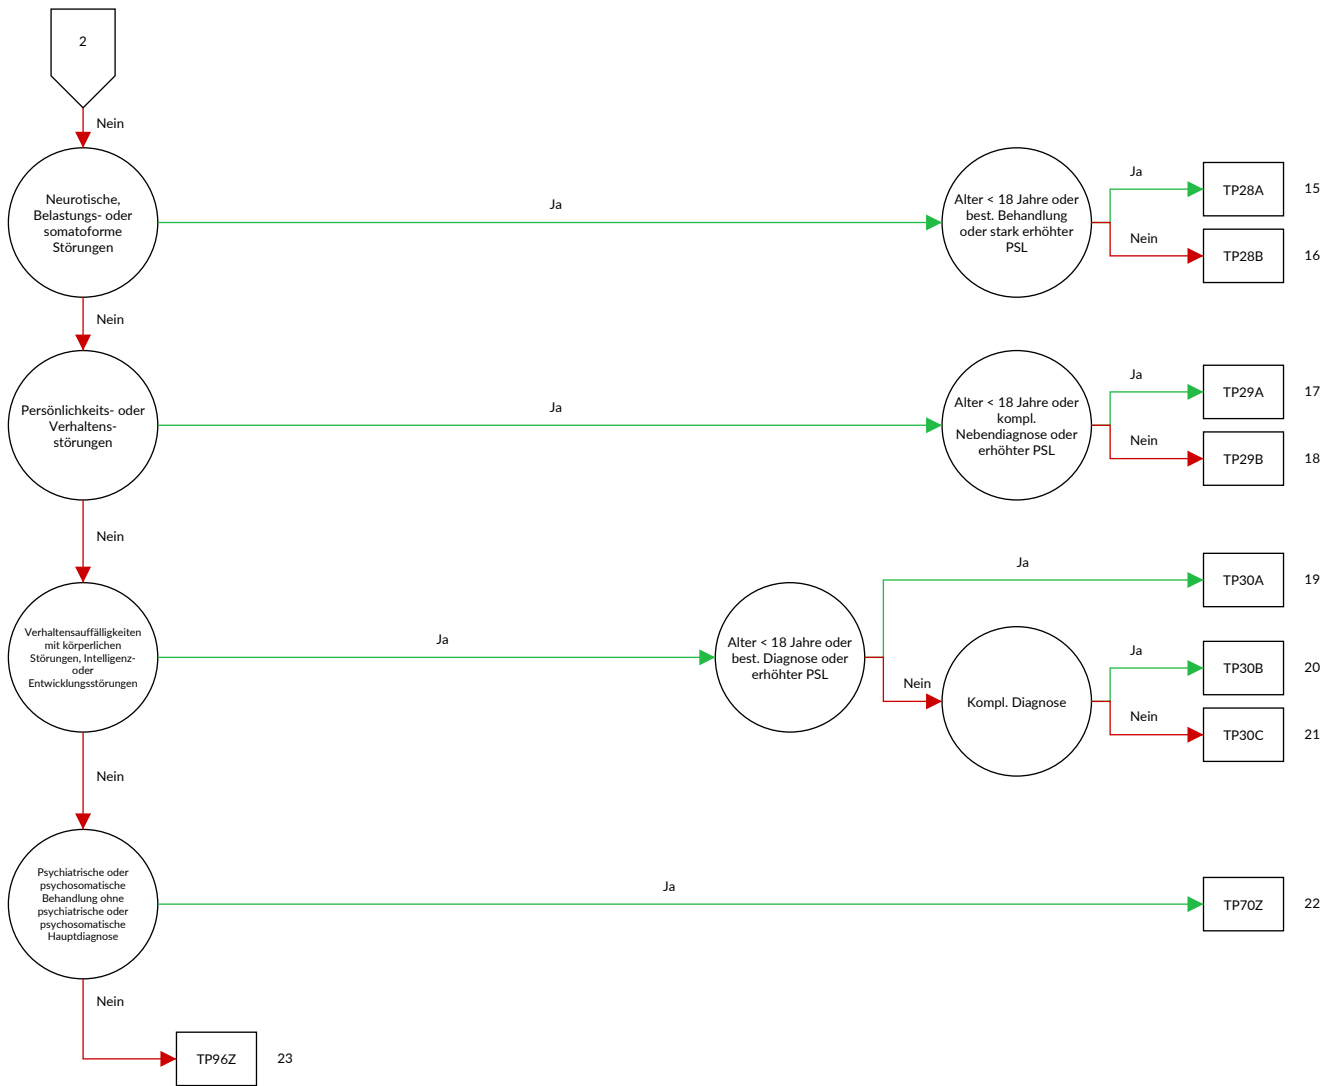 2
Nein
Neurotische,
Belastungs- oder
somatoforme
Störungen
Ja
Alter < 18 Jahre oder
best. Behandlung
oder stark erhöhter
PSL
Ja
TP28A
15
Nein
TP28B
16
Nein
Persönlichkeits- oder
Verhaltens-
störungen
Ja
Alter < 18 Jahre oder
kompl.
Nebendiagnose oder
erhöhter PSL
Ja
TP29A
17
Nein
TP29B
18
Nein
Verhaltensauffälligkeiten
mit körperlichen
Störungen, Intelligenz-
oder
Entwicklungsstörungen
Ja
Alter < 18 Jahre oder
best. Diagnose oder
erhöhter PSL
Ja
TP30A
19
Nein
Kompl. Diagnose
Ja
TP30B
20
Nein
TP30C
21
Nein
Psychiatrische oder
psychosomatische
Behandlung ohne
psychiatrische oder
psychosomatische
Hauptdiagnose
Ja
TP70Z
22
Nein
TP96Z
23